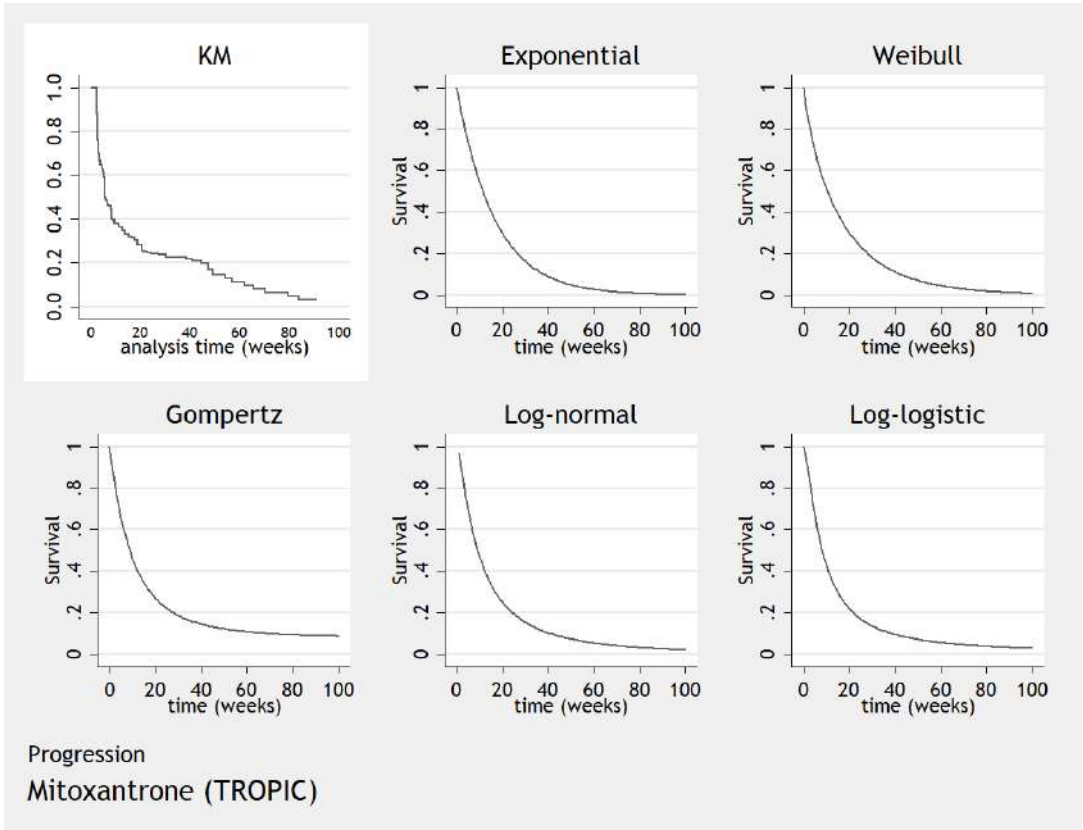 KM
1.0
0.8
0.6
0.4
0.2
0.0
0 20 40 60 80 100
analysis time (weeks)
Exponential
Survival
1
.8
.6
.4
.2
0
0 20 40 60 80 100
time (weeks)
Weibull
Survival
1
.8
.6
.4
.2
0
0 20 40 60 80 100
time (weeks)
Gompertz
Survival
1
.8
.6
.4
.2
0
0 20 40 60 80 100
time (weeks)
Log-normal
Survival
1
.8
.6
.4
.2
0
0 20 40 60 80 100
time (weeks)
Log-logistic
Survival
1
.8
.6
.4
.2
0
0 20 40 60 80 100
time (weeks)
Progression
Mitoxantrone (TROPIC)